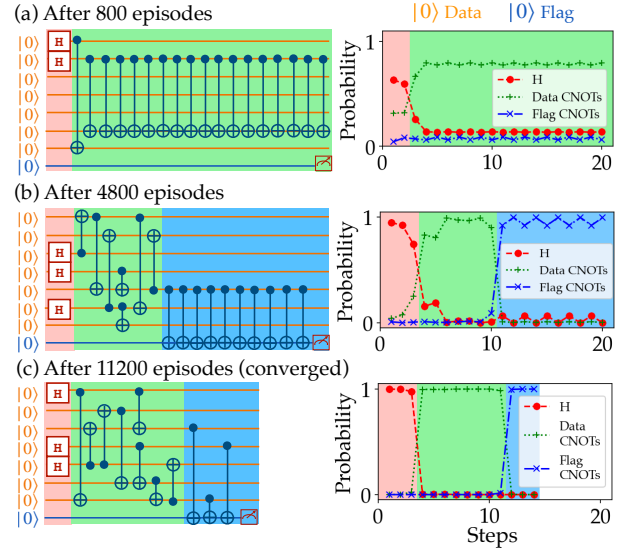 (a) After 800 episodes
|0⟩ Data |0⟩ Flag
|0⟩ H
|0⟩ H
|0⟩
|0⟩
|0⟩
|0⟩
|0⟩
|0⟩
Probability
1
0
H
Data CNOTs
Flag CNOTs
0 10 20
(b) After 4800 episodes
|0⟩
|0⟩
|0⟩ H
|0⟩ H
|0⟩
|0⟩ H
|0⟩
|0⟩
Probability
1
0
H
Data CNOTs
Flag CNOTs
0 10 20
(c) After 11200 episodes (converged)
|0⟩ H
|0⟩
|0⟩
|0⟩ H
|0⟩ H
|0⟩
|0⟩
|0⟩
Probability
1
0
H
Data
CNOTs
Flag
CNOTs
0 10 20
Steps